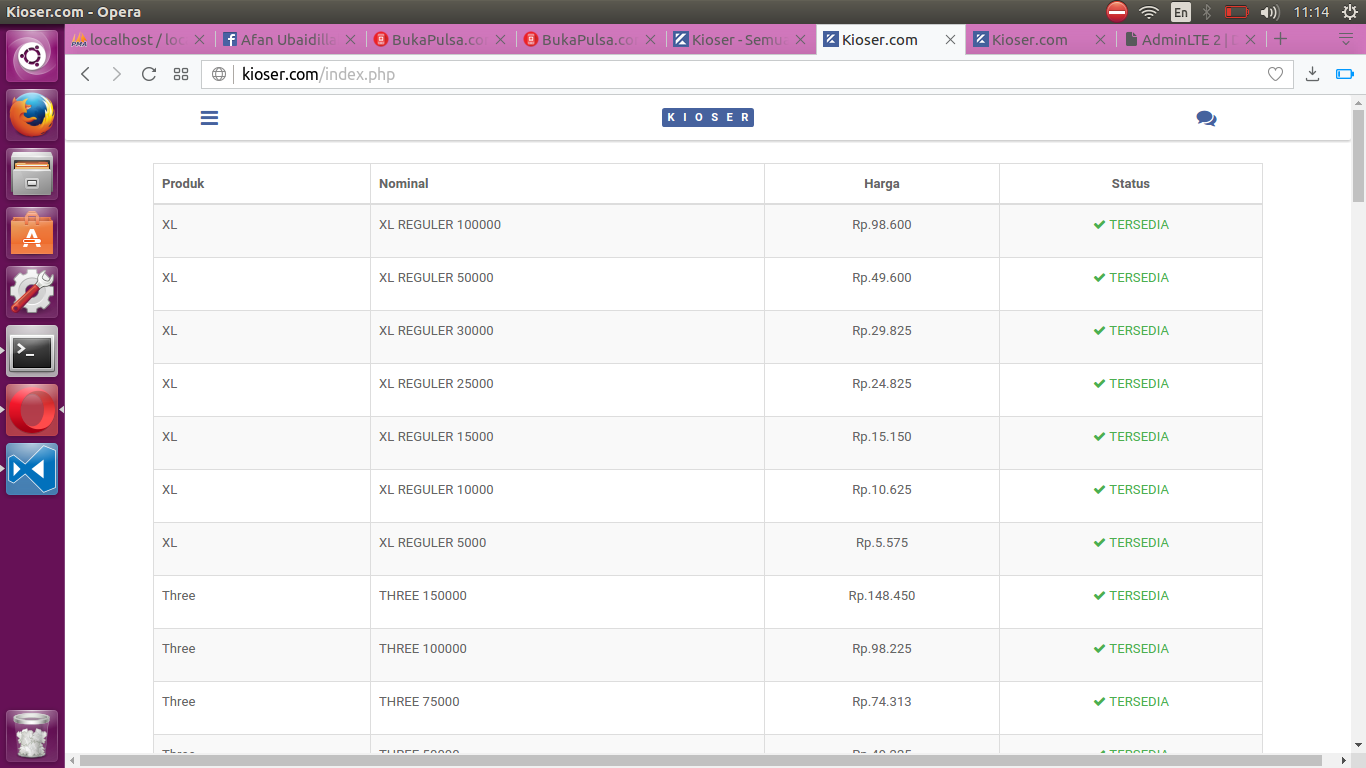 Kioser.com - Opera
En
11:14
localhost / loc
Afan Ubaidilla
BukaPulsa.co
BukaPulsa.co
Kioser - Semua
Kioser.com
Kioser.com
AdminLTE 2 | D
kioser.com/index.php
KIOSER
Produk Nominal Harga Status
XL XL REGULER 100000 Rp.98.600 TERSEDIA
XL XL REGULER 50000 Rp.49.600 TERSEDIA
XL XL REGULER 30000 Rp.29.825 TERSEDIA
XL XL REGULER 25000 Rp.24.825 TERSEDIA
XL XL REGULER 15000 Rp.15.150 TERSEDIA
XL XL REGULER 10000 Rp.10.625 TERSEDIA
XL XL REGULER 5000 Rp.5.575 TERSEDIA
Three THREE 150000 Rp.148.450 TERSEDIA
Three THREE 100000 Rp.98.225 TERSEDIA
Three THREE 75000 Rp.74.313 TERSEDIA
Three THREE TERSEDIA